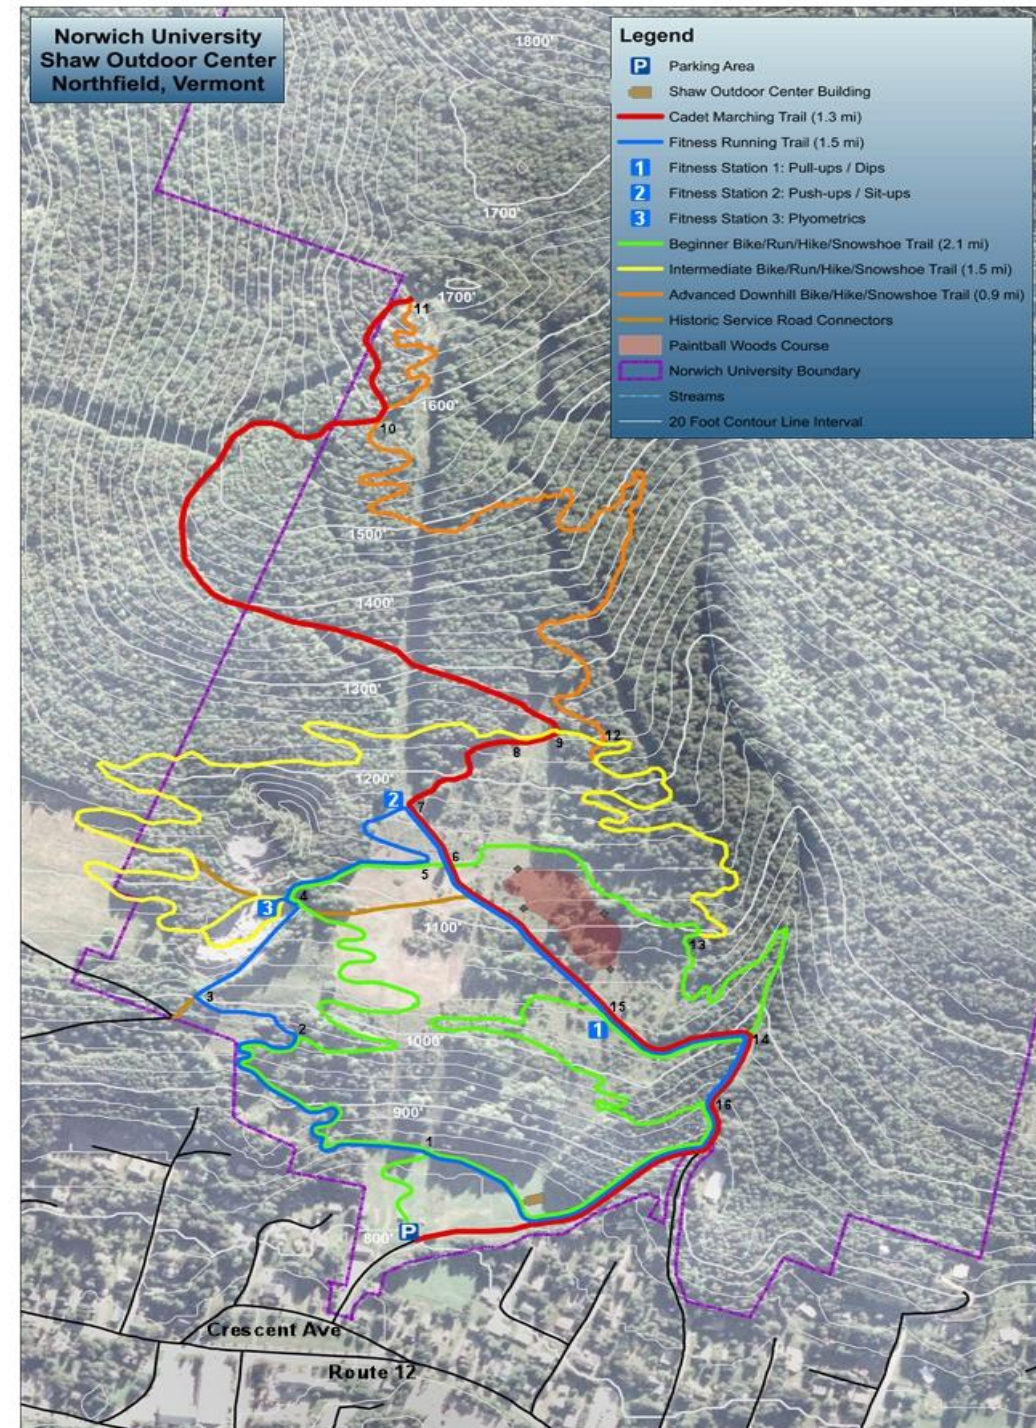 Norwich University
Shaw Outdoor Center
Northfield, Vermont
Legend
P Parking Area
Shaw Outdoor Center Building
Cadet Marching Trail (1.3 mi)
Fitness Running Trail (1.5 mi)
1 Fitness Station 1: Pull-ups / Dips
2 Fitness Station 2: Push-ups / Sit-ups
3 Fitness Station 3: Plyometrics
Beginner Bike/Run/Hike/Snowshoe Trail (2.1 mi)
Intermediate Bike/Run/Hike/Snowshoe Trail (1.5 mi)
Advanced Downhill Bike/Hike/Snowshoe Trail (0.9 mi)
Historic Service Road Connectors
Paintball Woods Course
Norwich University Boundary
Streams
20 Foot Contour Line Interval
1800'
1700'
1700'
11
1600'
10
1500'
1400'
1300'
12
9
8
1200'
2
7
6
5
4
3
1100'
13
3
15
1
2
1000'
14
16
900'
1
P
800'
Crescent Ave
Route 12